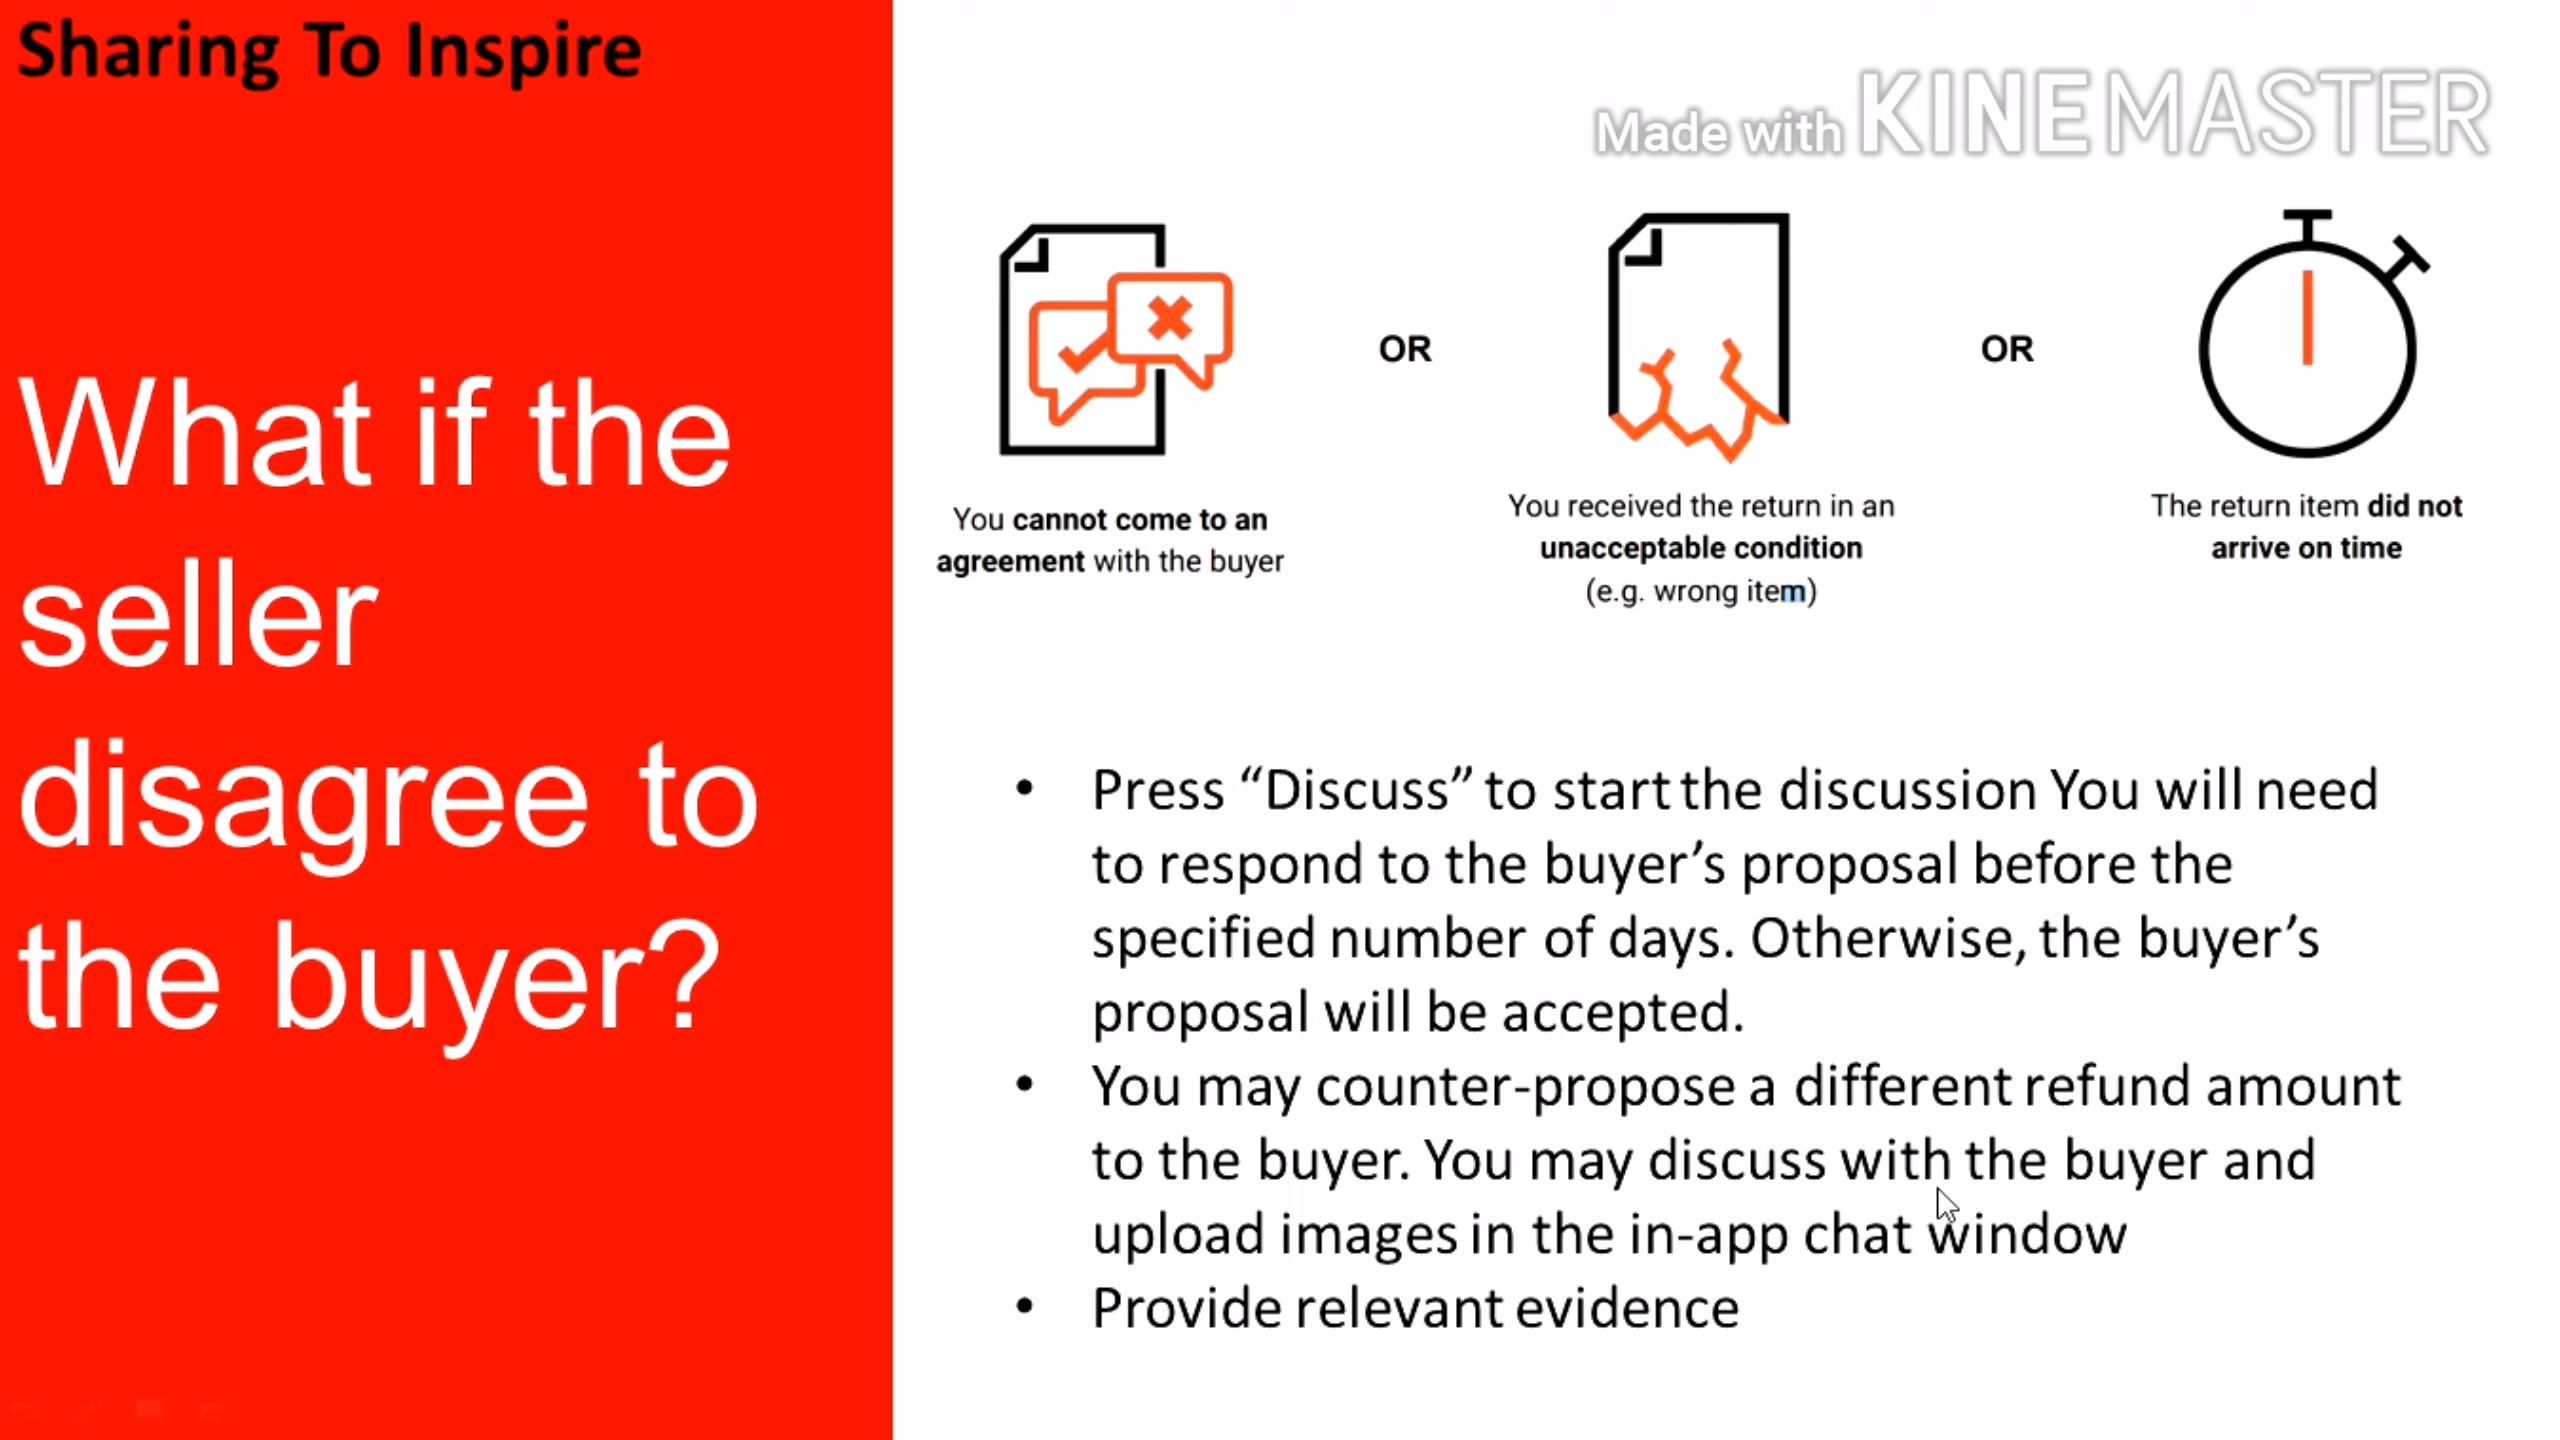 Sharing To Inspire
Made with KINEMASTER
What if the
seller
disagree to
the buyer?
OR
OR
You cannot come to an
agreement with the buyer
You received the return in an
unacceptable condition
(e.g. wrong item)
The return item did not
arrive on time
• Press “Discuss” to start the discussion You will need
to respond to the buyer’s proposal before the
specified number of days. Otherwise, the buyer’s
proposal will be accepted.
• You may counter-propose a different refund amount
to the buyer. You may discuss with the buyer and
upload images in the in-app chat window
• Provide relevant evidence